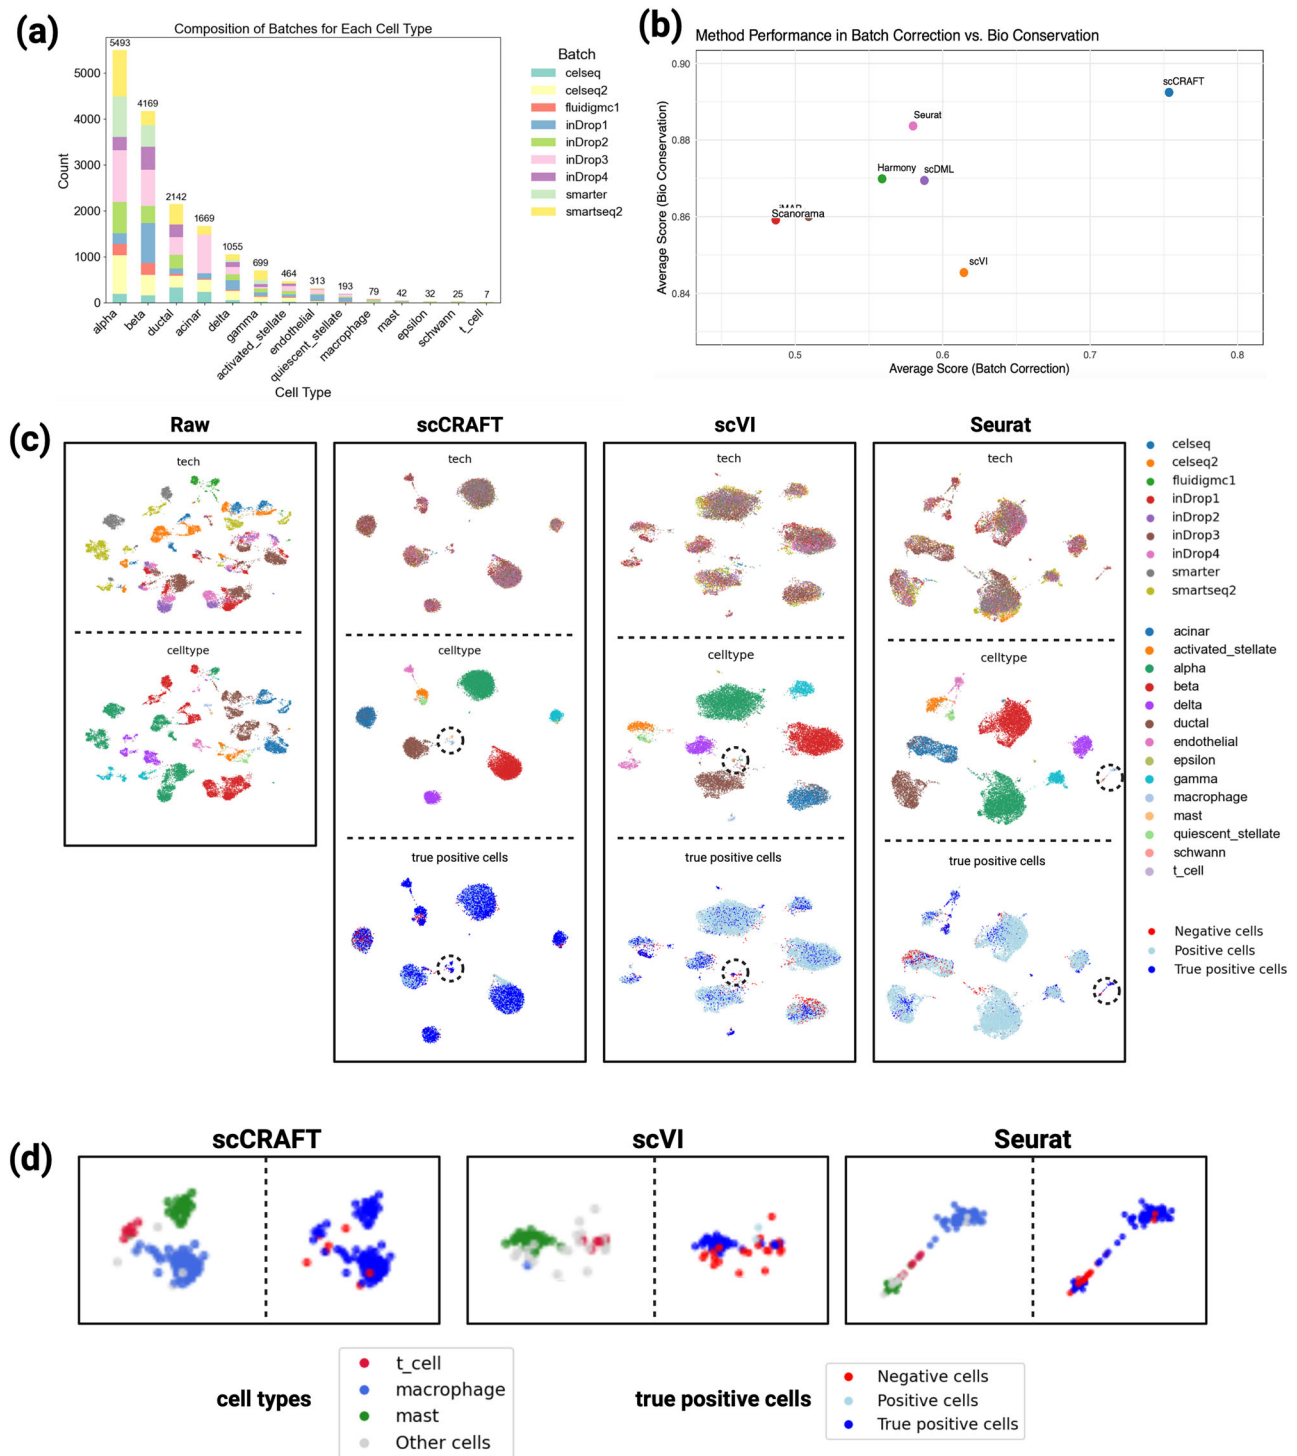 (a)
Composition of Batches for Each Cell Type
5493
4169
2142
1669
1055
699
464
313
193
79
42
32
25
7
5000
4000
3000
2000
1000
0
Count
alpha
beta
ductal
acinar
delta
gamma
activated_stellate
endothelial
quiescent_stellate
macrophage
mast
epsilon
schwann
t_cell
Cell Type
Batch
celseq
celseq2
fluidigmc1
inDrop1
inDrop2
inDrop3
inDrop4
smarter
smartseq2
(b)
Method Performance in Batch Correction vs. Bio Conservation
Average Score (Bio Conservation)
0.90
0.88
0.86
0.84
scCRAFT
Seurat
Harmony
scDML
Scanorama
scVI
0.5
0.6
0.7
0.8
Average Score (Batch Correction)
(c)
Raw
scCRAFT
scVI
Seurat
tech
tech
tech
tech
celltype
celltype
celltype
celltype
true positive cells
true positive cells
true positive cells
celseq
celseq2
fluidigmc1
inDrop1
inDrop2
inDrop3
inDrop4
smarter
smartseq2
acinar
activated_stellate
alpha
beta
delta
ductal
endothelial
epsilon
gamma
macrophage
mast
quiescent_stellate
schwann
t_cell
Negative cells
Positive cells
True positive cells
(d)
scCRAFT
scVI
Seurat
cell types
t_cell
macrophage
mast
Other cells
true positive cells
Negative cells
Positive cells
True positive cells